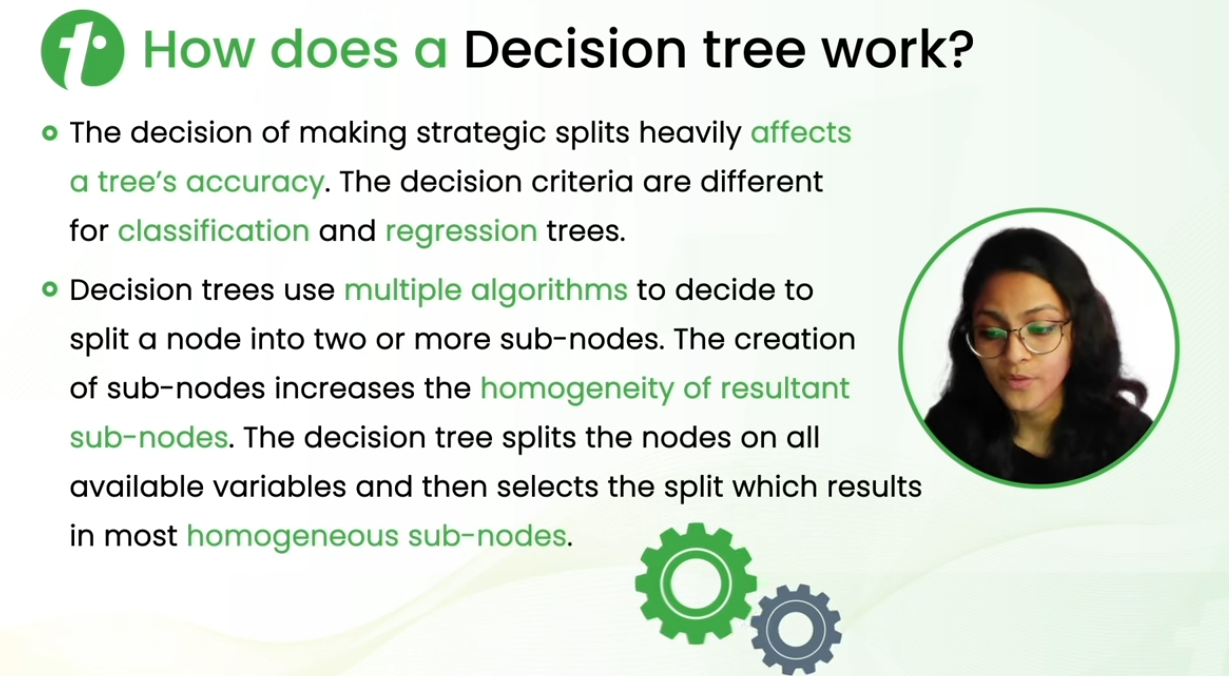 How does a Decision tree work?
The decision of making strategic splits heavily affects
a tree's accuracy. The decision criteria are different
for classification and regression trees.
Decision trees use multiple algorithms to decide to
split a node into two or more sub-nodes. The creation
of sub-nodes increases the homogeneity of resultant
sub-nodes. The decision tree splits the nodes on all
available variables and then selects the split which results
in most homogeneous sub-nodes.